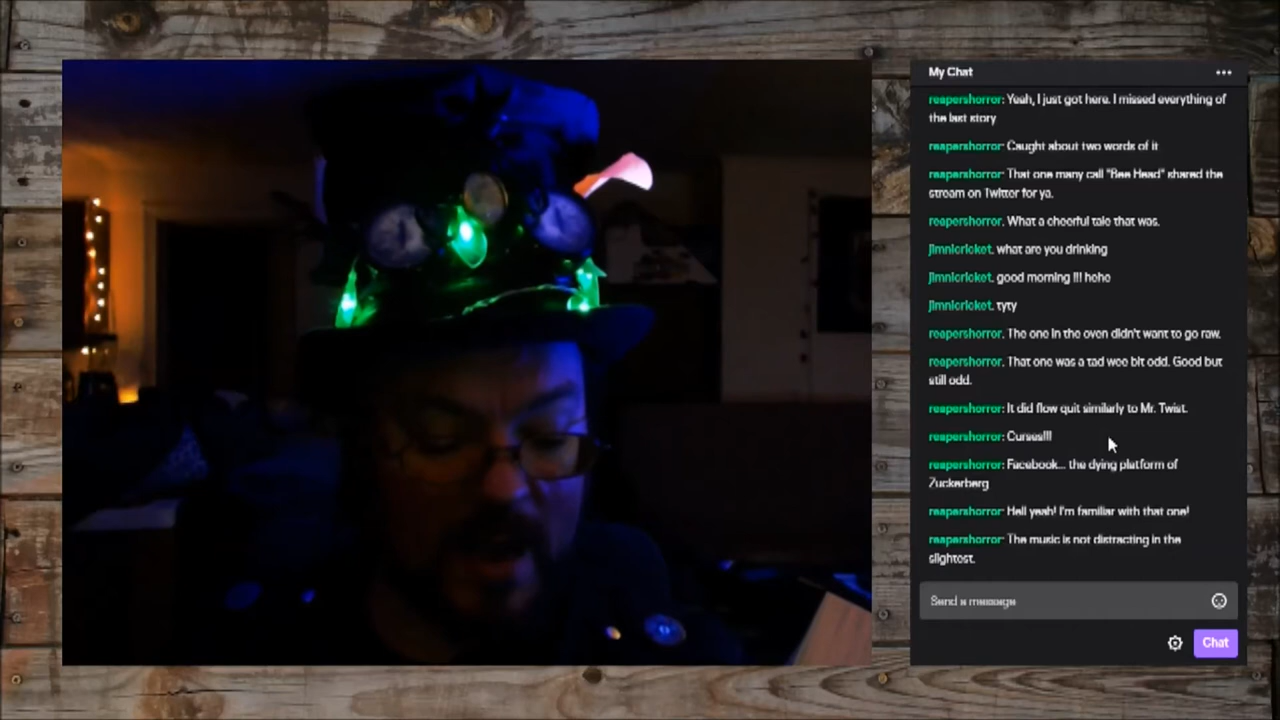 My Chat
reapershorror: Yeah, I just got here. I missed everything of
the last story
reapershorror: Caught about two words of it
reapershorror: That one many call "Bee Head" shared the
stream on Twitter for ya.
reapershorror: What a cheerful tale that was.
jimnicricket: what are you drinking
jimnicricket: good morning !!! hehe
jimnicricket: tyty
reapershorror: The one in the oven didn't want to go raw.
reapershorror: That one was a tad wee bit odd. Good but
still odd.
reapershorror: It did flow quit similarly to Mr. Twist.
reapershorror: Curses!!!
reapershorror: Facebook... the dying platform of
Zuckerberg
reapershorror: Hell yeah! I'm familiar with that one!
reapershorror: The music is not distracting in the
slightest.
Send a message
Chat